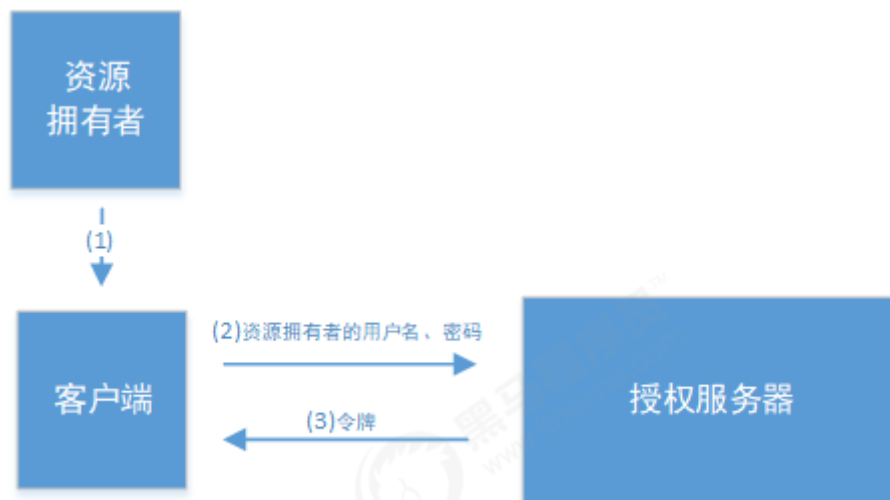 资源
拥有者
(1)
(2)资源拥有者的用户名、密码
客户端
授权服务器
(3)令牌